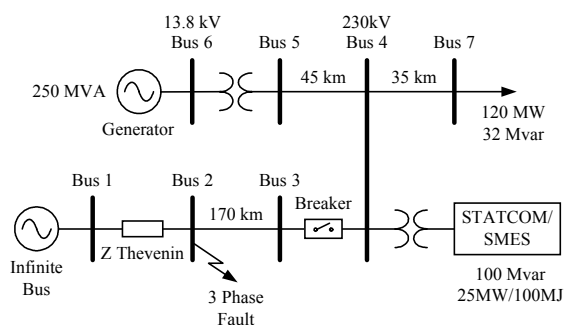 13.8 kV
Bus 6
Bus 5
230kV
Bus 4
Bus 7
250 MVA
45 km
35 km
Generator
120 MW
32 Mvar
Bus 1
Bus 2
Bus 3
Breaker
170 km
Z Thevenin
STATCOM/
SMES
Infinite
Bus
3 Phase
Fault
100 Mvar
25MW/100MJ